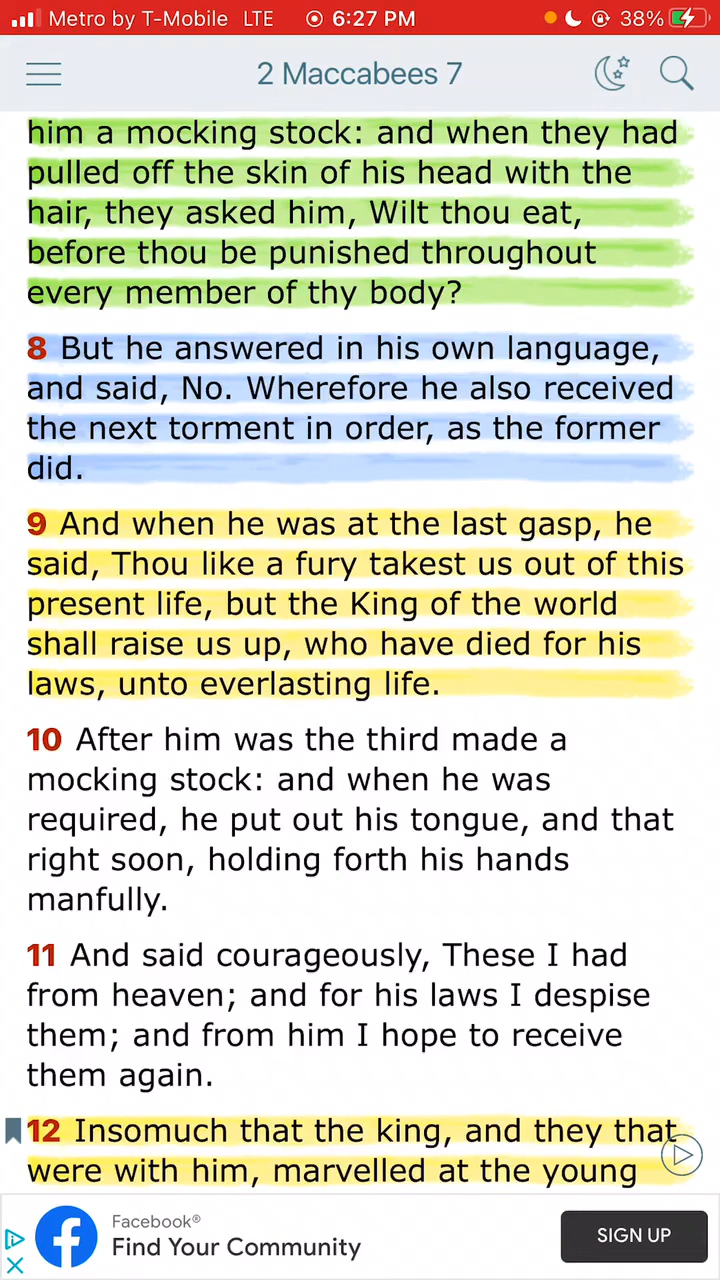 Metro by T-Mobile LTE 6:27 PM 38%
2 Maccabees 7
him a mocking stock: and when they had
pulled off the skin of his head with the
hair, they asked him, Wilt thou eat,
before thou be punished throughout
every member of thy body?
8 But he answered in his own language,
and said, No. Wherefore he also received
the next torment in order, as the former
did.
9 And when he was at the last gasp, he
said, Thou like a fury takest us out of this
present life, but the King of the world
shall raise us up, who have died for his
laws, unto everlasting life.
10 After him was the third made a
mocking stock: and when he was
required, he put out his tongue, and that
right soon, holding forth his hands
manfully.
11 And said courageously, These I had
from heaven; and for his laws I despise
them; and from him I hope to receive
them again.
12 Insomuch that the king, and they that
were with him, marvelled at the young
Facebook®
Find Your Community
SIGN UP